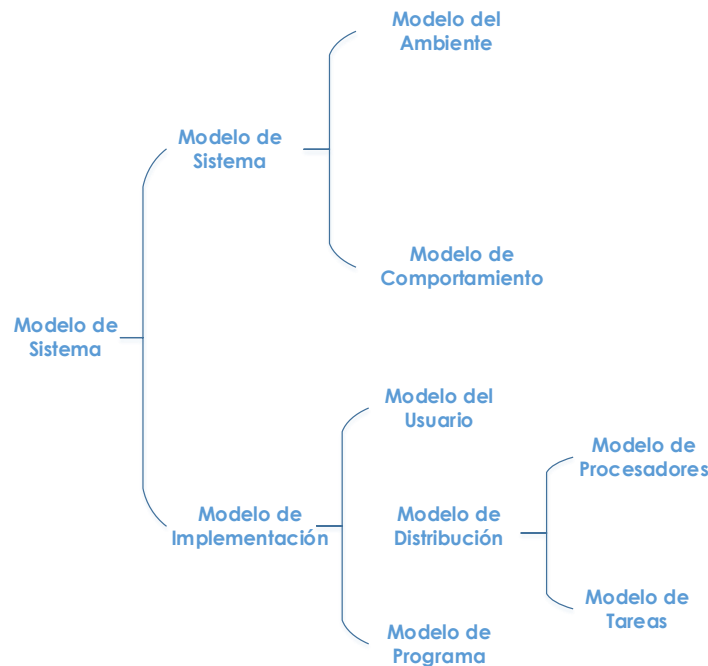 Modelo del
Ambiente
Modelo de
Sistema
Modelo de
Comportamiento
Modelo de
Sistema
Modelo del
Usuario
Modelo de
Procesadores
Modelo de
Implementación
Modelo de
Distribución
Modelo de
Tareas
Modelo de
Programa